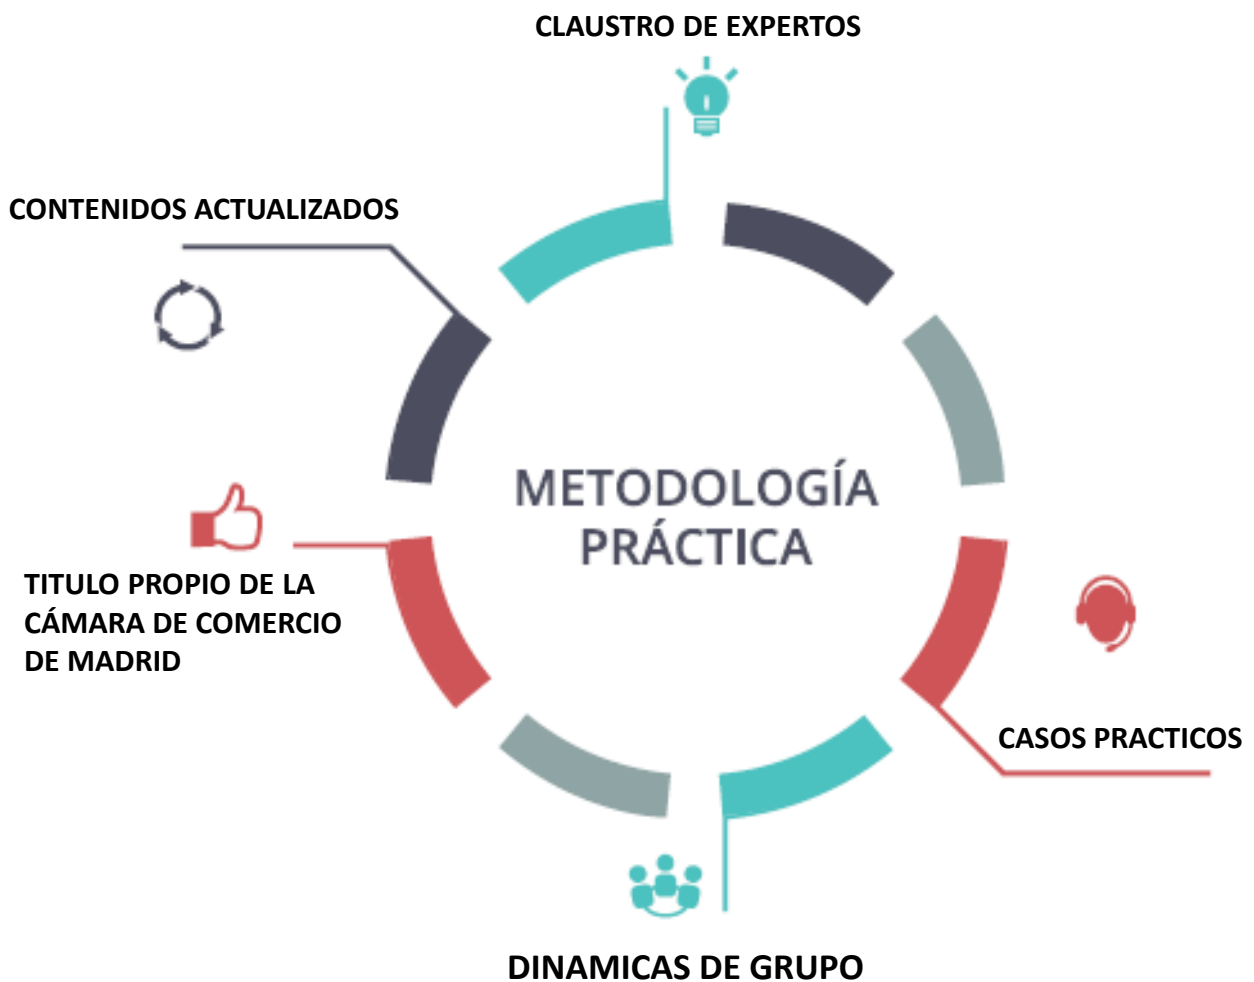 CLAUSTRO DE EXPERTOS
CONTENIDOS ACTUALIZADOS
METODOLOGÍA
PRÁCTICA
TITULO PROPIO DE LA
CÁMARA DE COMERCIO
DE MADRID
CASOS PRACTICOS
DINAMICAS DE GRUPO